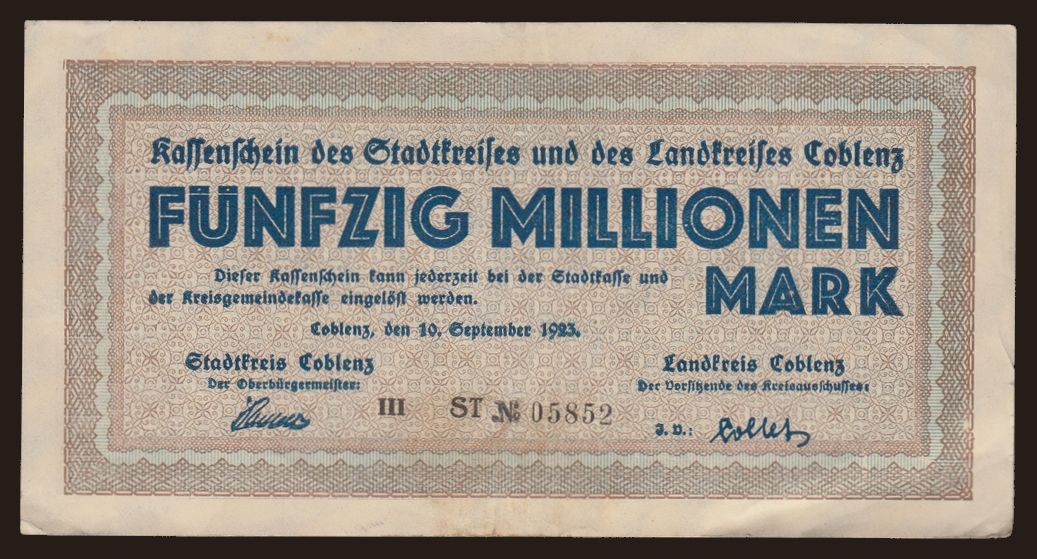 Kassenschein des Stadtkreises und des Landkreises Coblenz
FÜNFZIG MILLIONEN
MARK
Dieser Kassenschein kann jederzeit bei der Stadtkasse und
der Kreisgemeindekasse eingelöst werden.
Coblenz, den 10. September 1923.
Stadtkreis Coblenz
Der Oberbürgermeister:
Landkreis Coblenz
Der Vorsitzende des Kreisausschusses:
III ST № 05852
J. V.: Collet